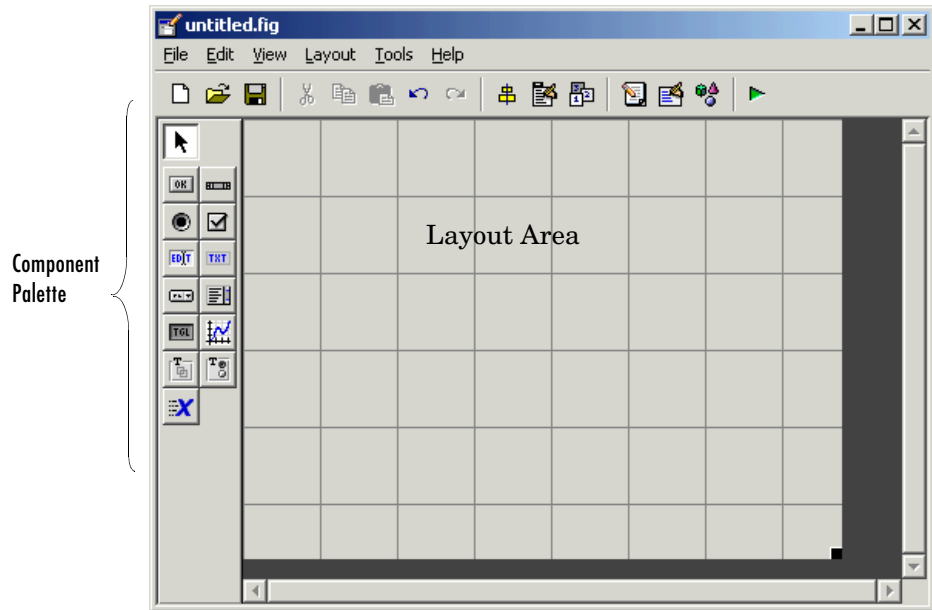 untitled.fig
File Edit View Layout Tools Help
Component
Palette
Layout Area
OK
EDIT TXT
TGL
T T
X